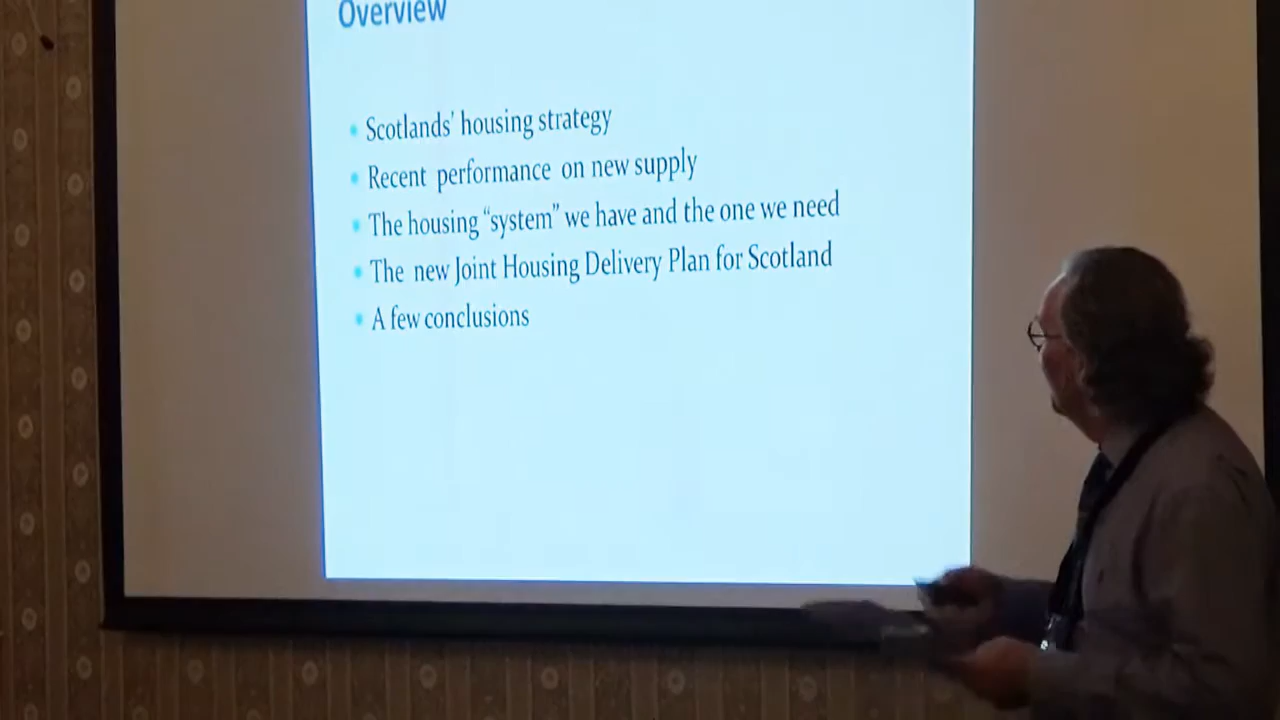 Overview
Scotlands' housing strategy
Recent performance on new supply
The housing “system” we have and the one we need
The new Joint Housing Delivery Plan for Scotland
A few conclusions